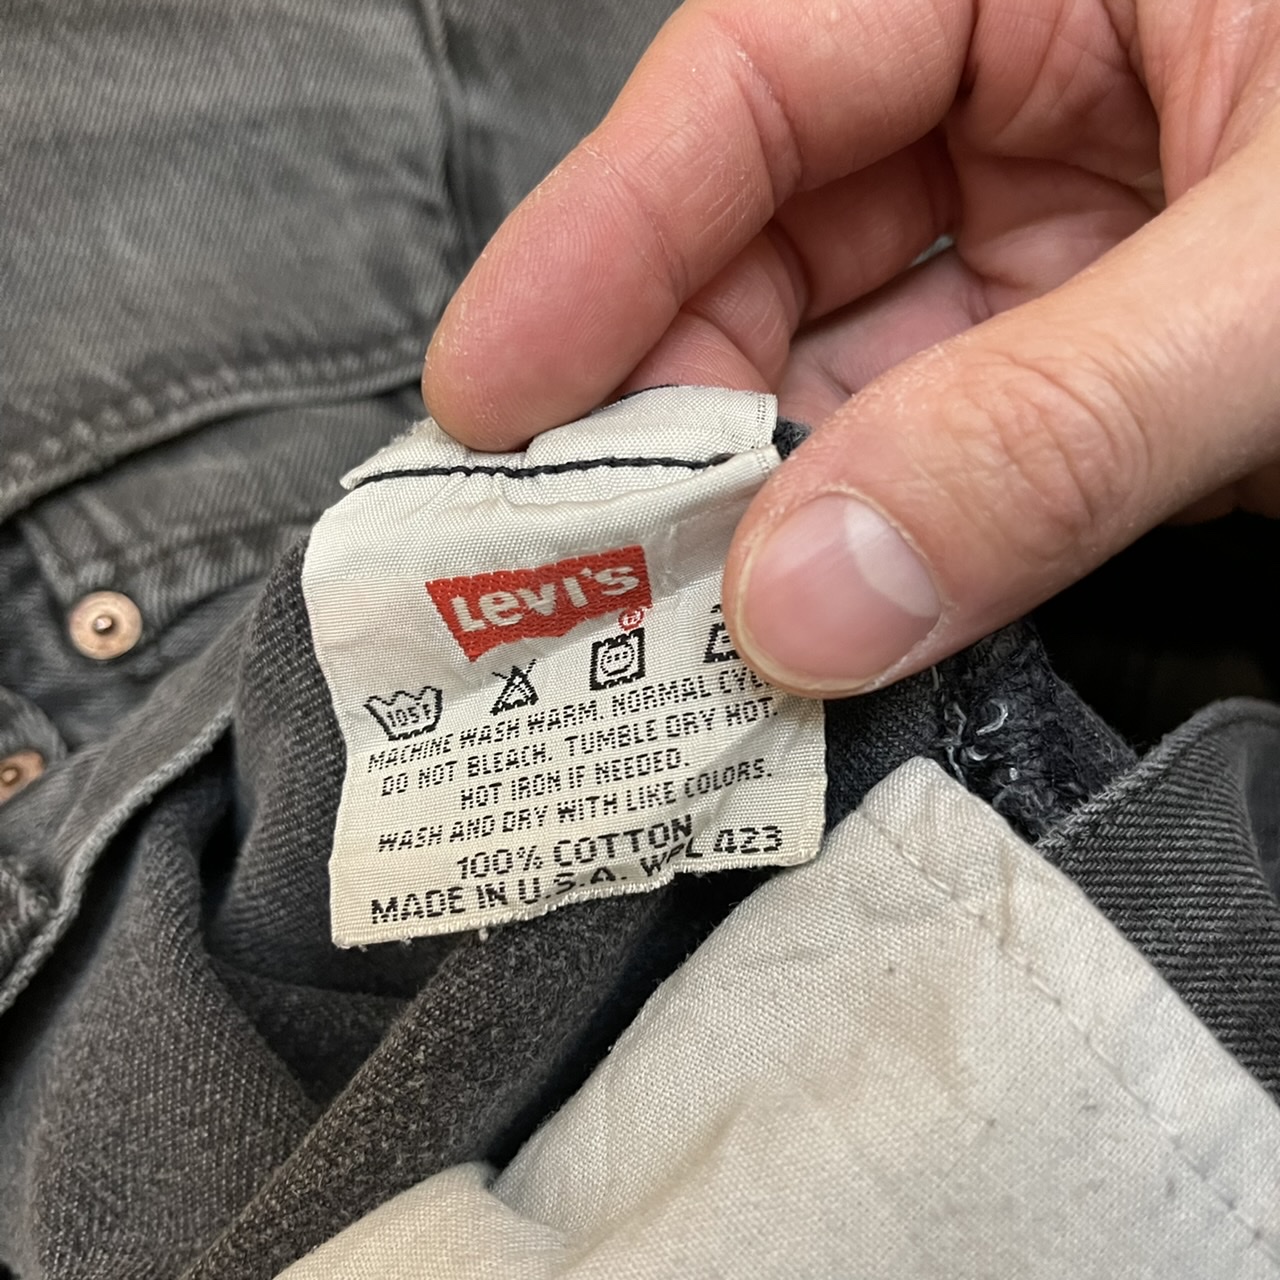 Levi's
105F
MACHINE WASH WARM. NORMAL
DO NOT BLEACH. TUMBLE DRY HOT.
HOT IRON IF NEEDED.
WASH AND DRY WITH LIKE COLORS.
100% COTTON
MADE IN U.S.A. WPL 423